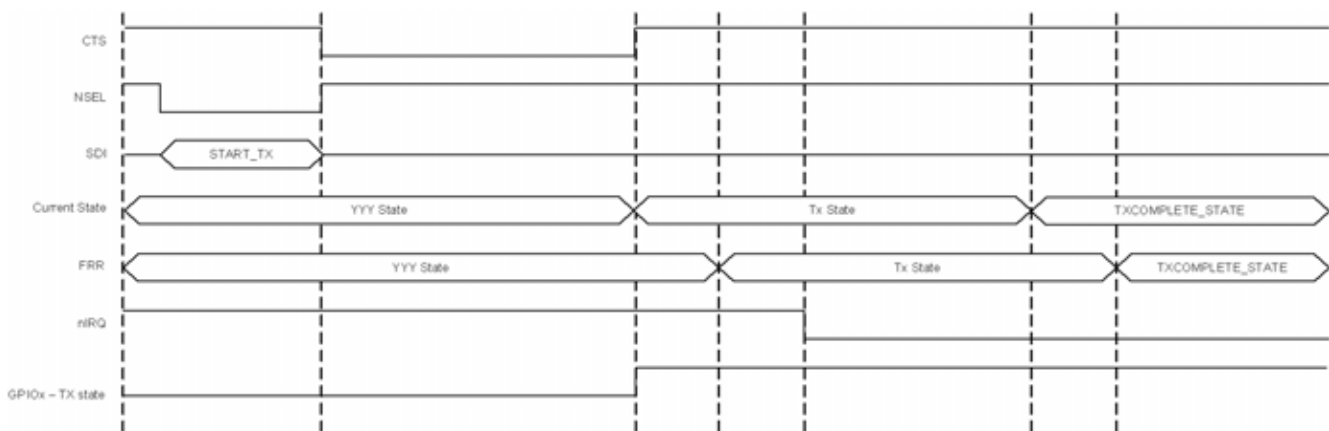 CTS
NSEL
SDI START_TX
Current State YYY State Tx State TXCOMPLETE_STATE
FRR YYY State Tx State TXCOMPLETE_STATE
nIRQ
GPIOx – TX state